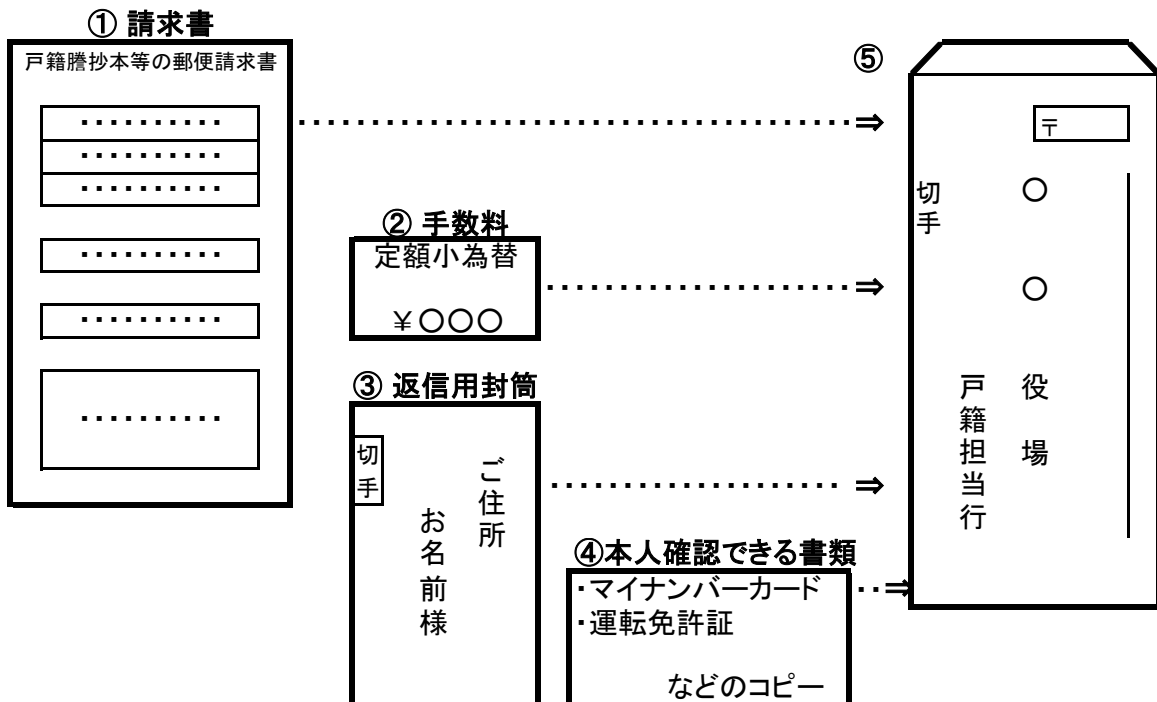 ① 請求書
戸籍謄抄本等の郵便請求書
・・・・・・・・・・
・・・・・・・・・・
・・・・・・・・・・
・・・・・・・・・・
・・・・・・・・・・
・・・・・・・・・・
② 手数料
定額小為替
￥〇〇〇
③ 返信用封筒
切手
ご住所
お名前様
④本人確認できる書類
・マイナンバーカード
・運転免許証
などのコピー
⑤
〒
〇〇役場
戸籍担当行
切手